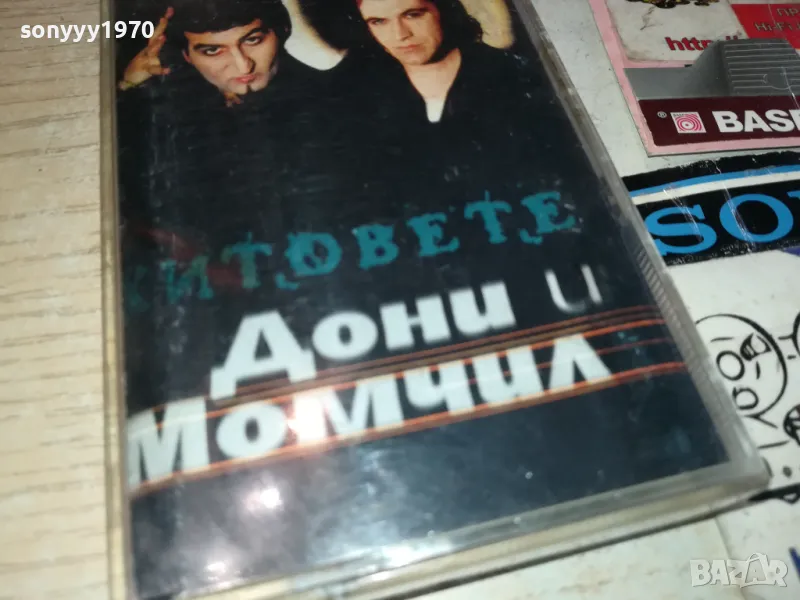 sonyyy1970
http://
BASF
SO
ХИТОВЕТЕ
Дони и
Момчил
BAZAR